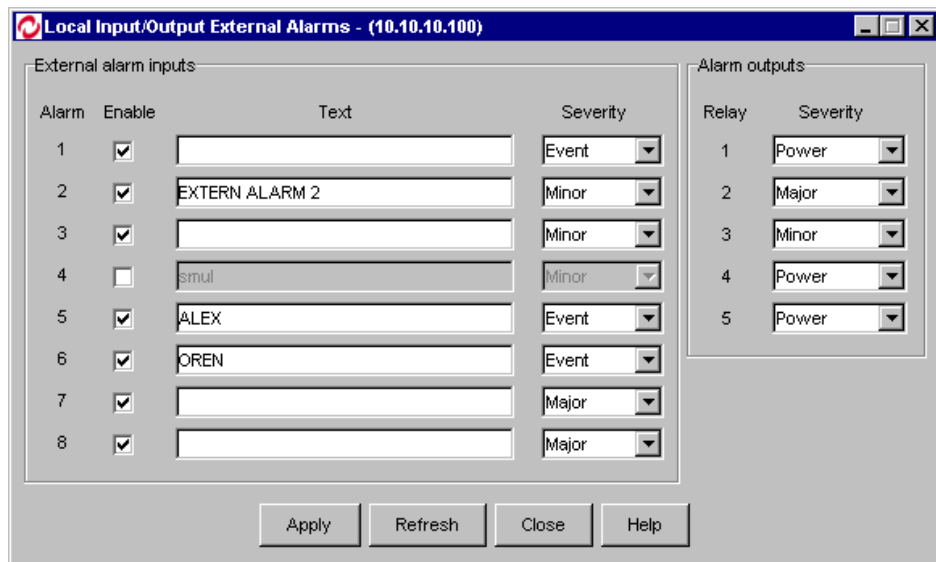 Local Input/Output External Alarms - (10.10.10.100)
External alarm inputs
Alarm Enable Text Severity
1 Event
2 EXTERN ALARM 2 Minor
3 Minor
4 smul Minor
5 ALEX Event
6 OREN Event
7 Major
8 Major
Alarm outputs
Relay Severity
1 Power
2 Major
3 Minor
4 Power
5 Power
Apply Refresh Close Help